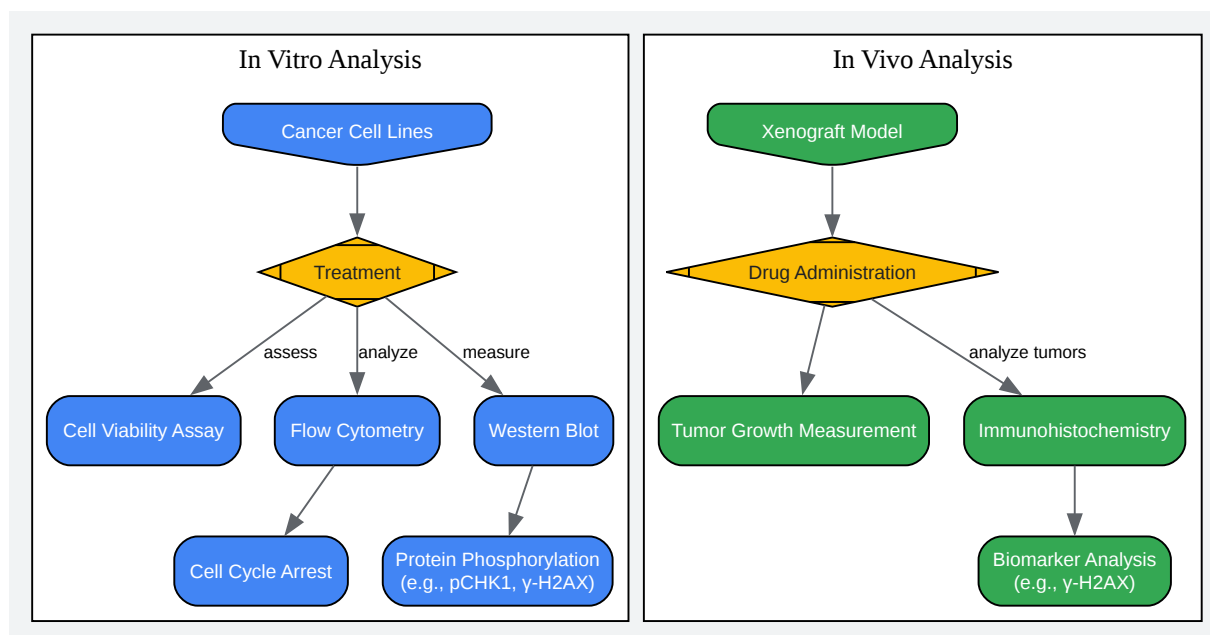 In Vitro Analysis
Cancer Cell Lines
Treatment
assess
analyze
measure
Cell Viability Assay
Flow Cytometry
Western Blot
Cell Cycle Arrest
Protein Phosphorylation
(e.g., pCHK1, γ-H2AX)
In Vivo Analysis
Xenograft Model
Drug Administration
analyze tumors
Tumor Growth Measurement
Immunohistochemistry
Biomarker Analysis
(e.g., γ-H2AX)